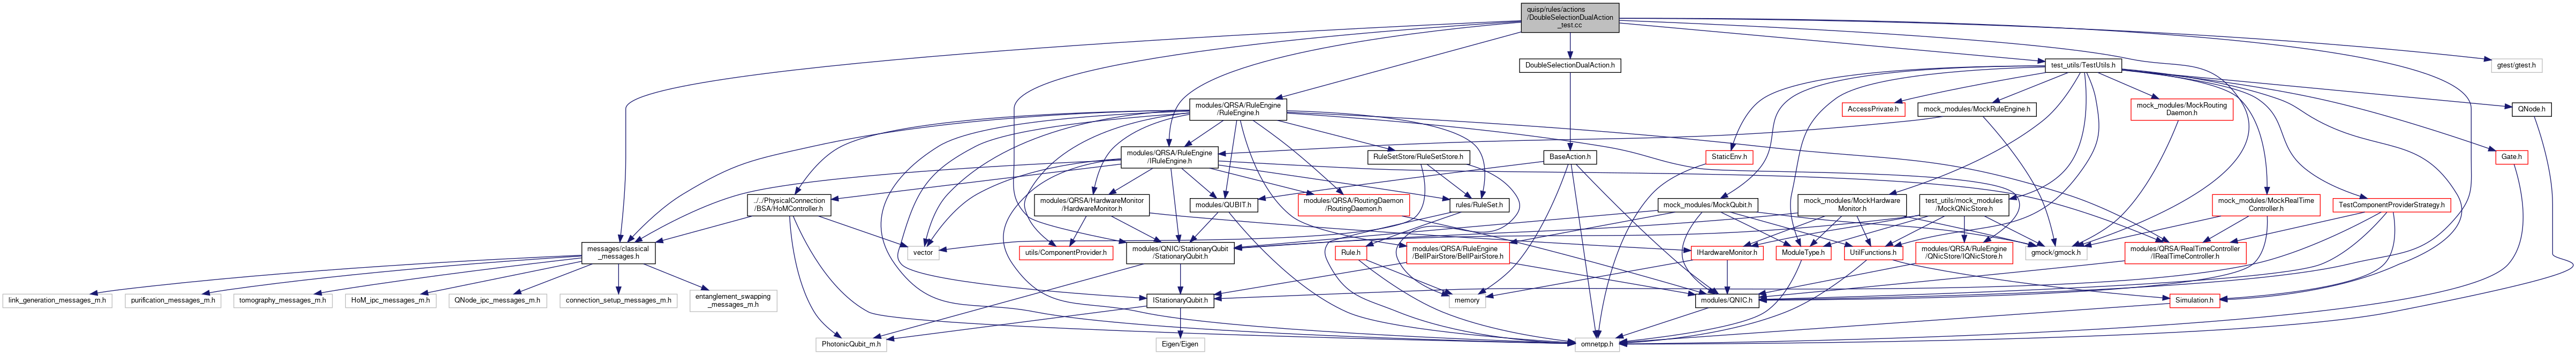 quisp/rules/actions
/DoubleSelectionDualAction
_test.cc
DoubleSelectionDualAction.h
test_utils/TestUtils.h
gtest/gtest.h
modules/QRSA/RuleEngine
/RuleEngine.h
AccessPrivate.h
mock_modules/MockRuleEngine.h
mock_modules/MockRouting
Daemon.h
QNode.h
modules/QRSA/RuleEngine
/IRuleEngine.h
RuleSetStore/RuleSetStore.h
BaseAction.h
StaticEnv.h
Gate.h
../../PhysicalConnection
/BSA/HoMController.h
modules/QRSA/HardwareMonitor
/HardwareMonitor.h
modules/QUBIT.h
modules/QRSA/RoutingDaemon
/RoutingDaemon.h
rules/RuleSet.h
mock_modules/MockQubit.h
mock_modules/MockHardware
Monitor.h
test_utils/mock_modules
/MockQNicStore.h
mock_modules/MockRealTime
Controller.h
TestComponentProviderStrategy.h
messages/classical
_messages.h
vector
utils/ComponentProvider.h
modules/QNIC/StationaryQubit
/StationaryQubit.h
Rule.h
modules/QRSA/RuleEngine
/BellPairStore/BellPairStore.h
IHardwareMonitor.h
ModuleType.h
UtilFunctions.h
modules/QRSA/RuleEngine
/QNicStore/IQNicStore.h
gmock/gmock.h
modules/QRSA/RealTimeController
/IRealTimeController.h
link_generation_messages_m.h
purification_messages_m.h
tomography_messages_m.h
HoM_ipc_messages_m.h
QNode_ipc_messages_m.h
connection_setup_messages_m.h
entanglement_swapping
_messages_m.h
IStationaryQubit.h
memory
modules/QNIC.h
Simulation.h
PhotonicQubit_m.h
Eigen/Eigen
omnetpp.h